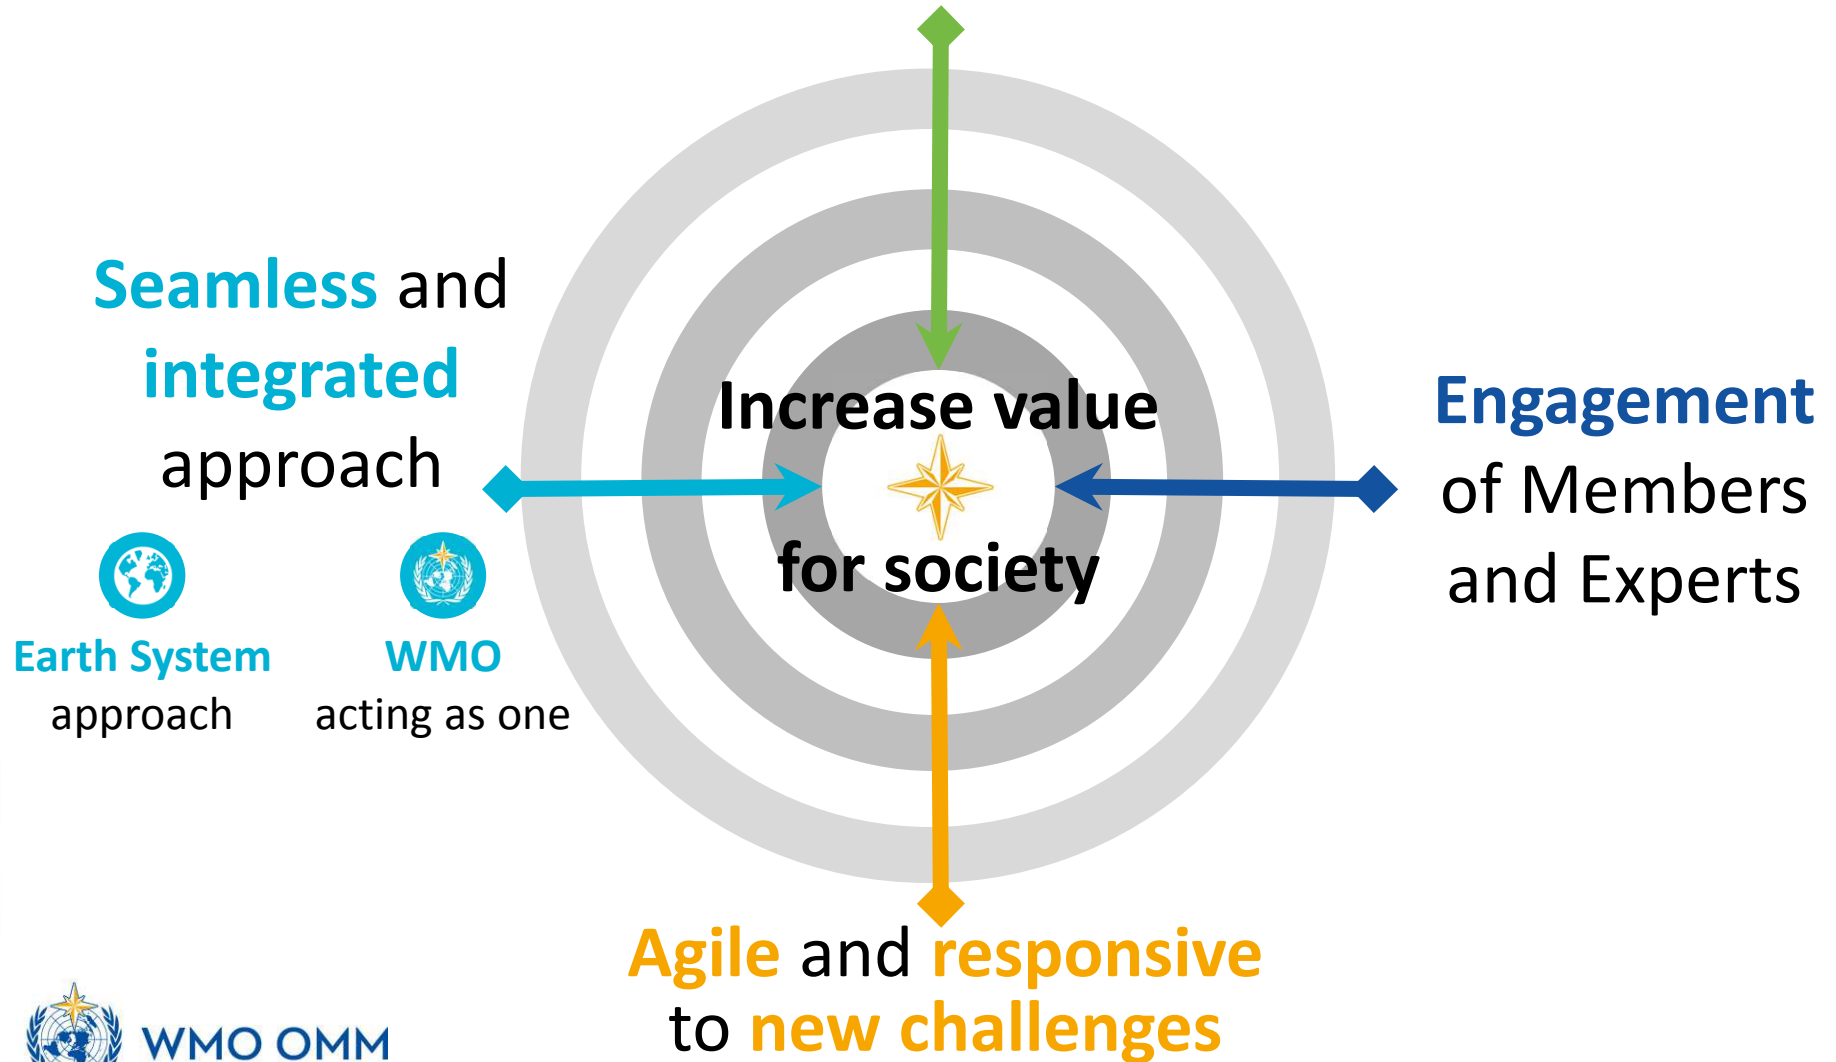 Seamless and
integrated
approach
Earth System
approach
WMO
acting as one
Increase value
for society
Engagement
of Members
and Experts
Agile and responsive
to new challenges
WMO OMM